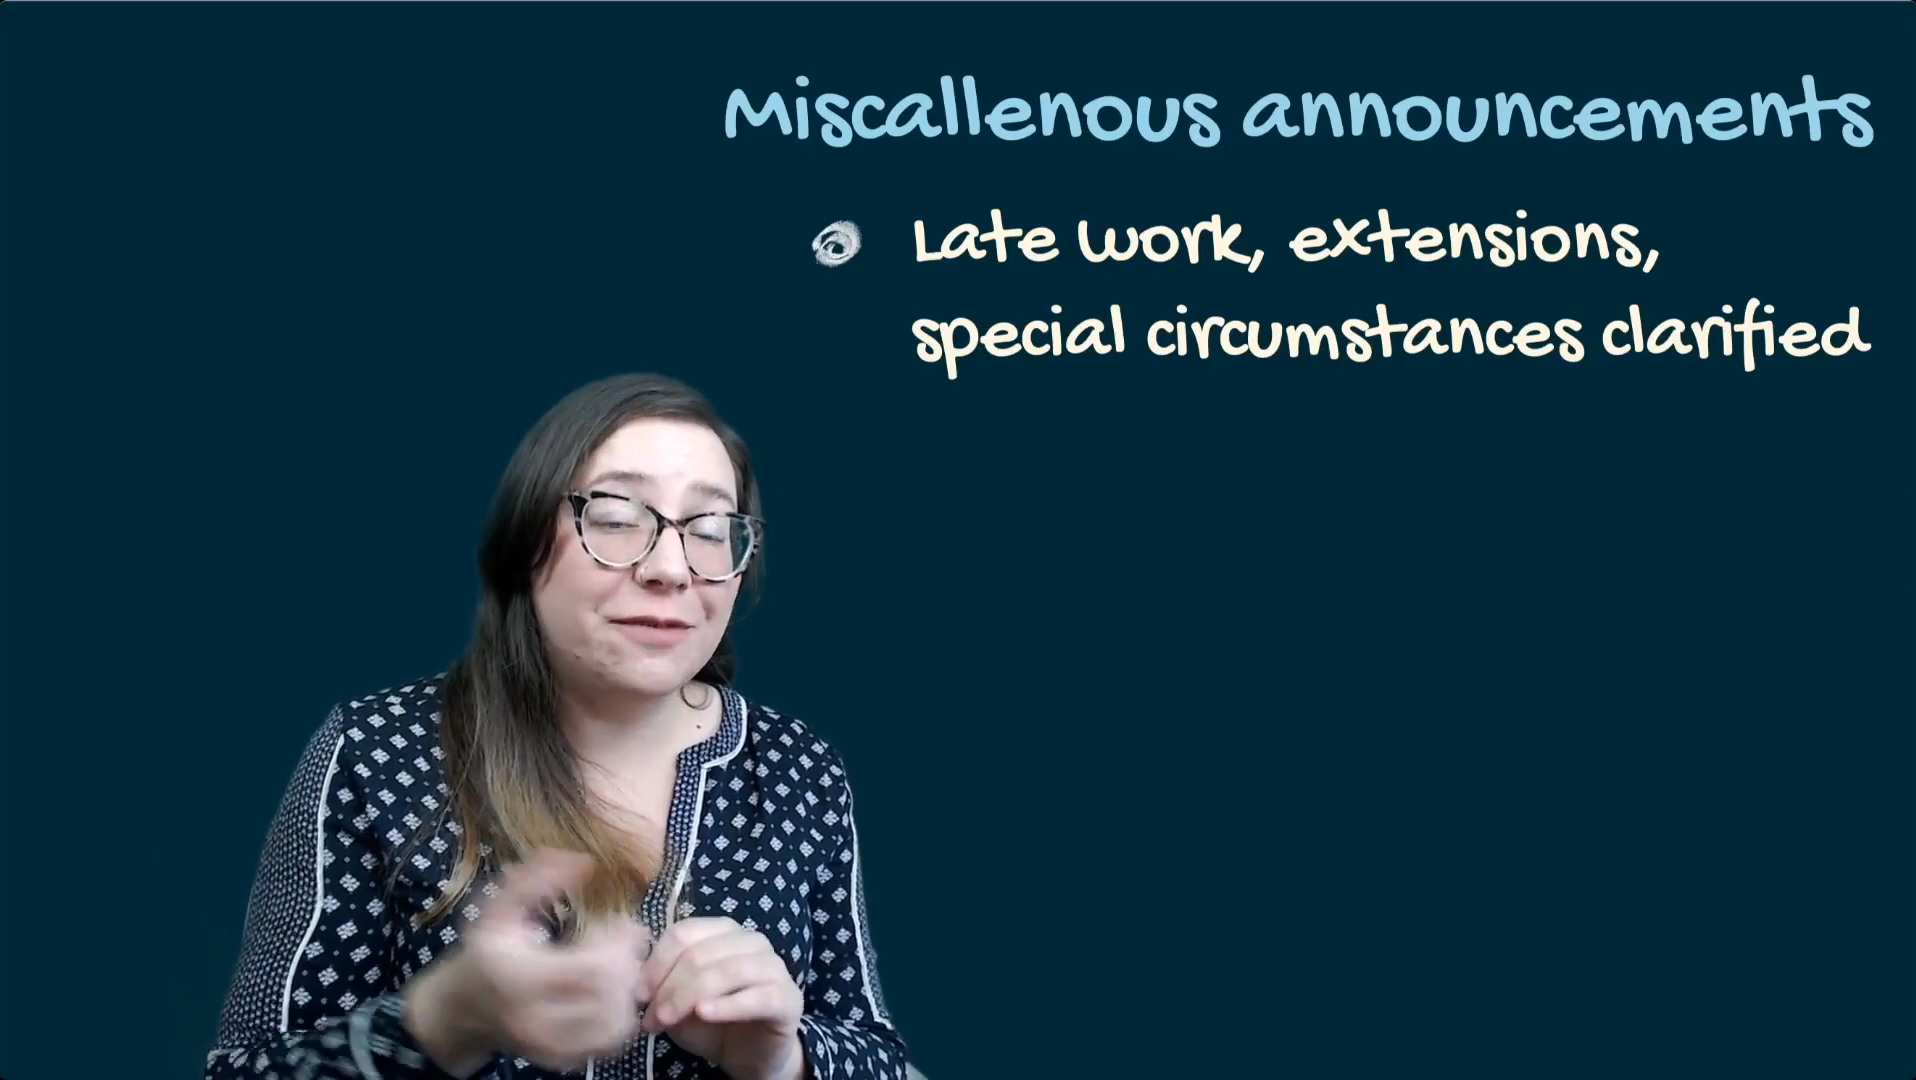 Miscallenous announcements
Late work, extensions,
special circumstances clarified